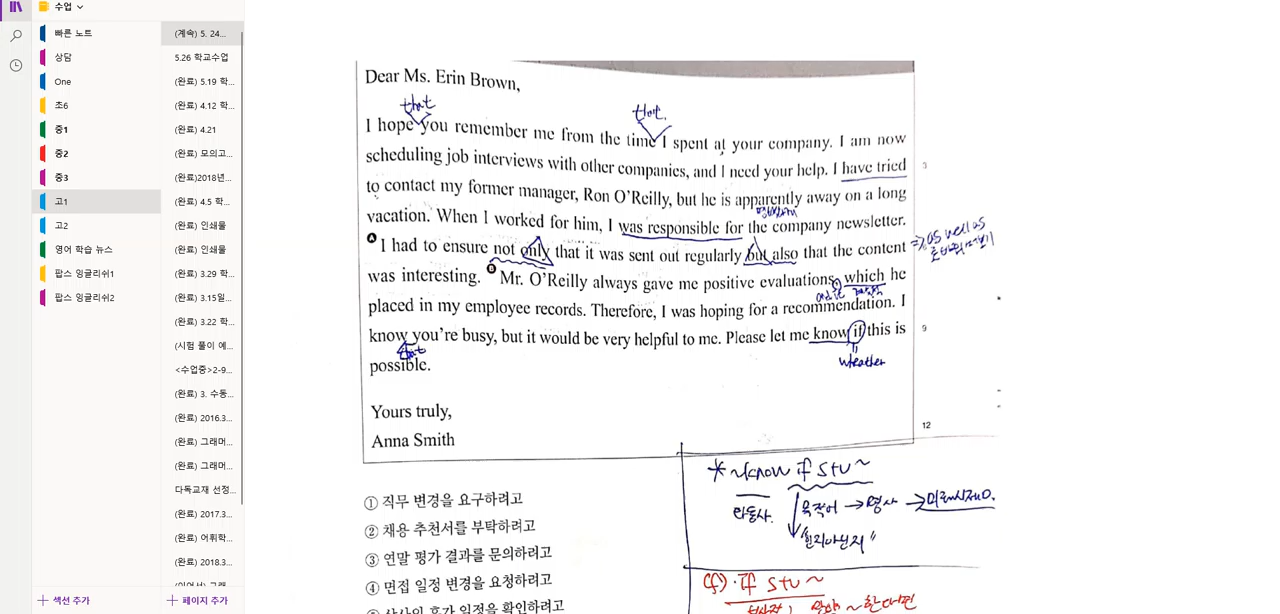 수업
빠른 노트
상담
One
초6
중1
중2
중3
고1
고2
영어 학습 뉴스
팝스 잉글리쉬1
팝스 잉글리쉬2
+ 섹션 추가
(계속) 5. 24...
5.26 학교수업
(완료) 5.19 학...
(완료) 4.12 학...
(완료) 4.21
(완료) 모의고...
(완료)2018년...
(완료) 4.5 학...
(완료) 인쇄물
(완료) 인쇄물
(완료) 3.29 학...
(완료) 3.15일...
(완료) 3.22 학...
(시험 풀이 예...
<수업중>2-9...
(완료) 3. 수동...
(완료) 2016.3...
(완료) 그래머...
(완료) 그래머...
다독교재 선정...
(완료) 2017.3...
(완료) 어휘학...
(완료) 2018.3...
+ 페이지 추가
Dear Ms. Erin Brown,
that
that
I hope you remember me from the time I spent at your company. I am now
scheduling job interviews with other companies, and I need your help. I have tried
3
to contact my former manager, Ron O'Reilly, but he is apparently away on a long
vacation. When I worked for him, I was responsible for the company newsletter.
A I had to ensure not only that it was sent out regularly but also that the content
⇒ as well as
was interesting. B Mr. O'Reilly always gave me positive evaluations, which he
and it
placed in my employee records. Therefore, I was hoping for a recommendation. I
know you're busy, but it would be very helpful to me. Please let me know if this is
9
that
wheather
possible.
Yours truly,
12
Anna Smith
* ~know if S+V ~
타동사. 목적어 → 명사 →
"인지아닌지"
(f) · If S+V ~
① 직무 변경을 요구하려고
② 채용 추천서를 부탁하려고
③ 연말 평가 결과를 문의하려고
④ 면접 일정 변경을 요청하려고